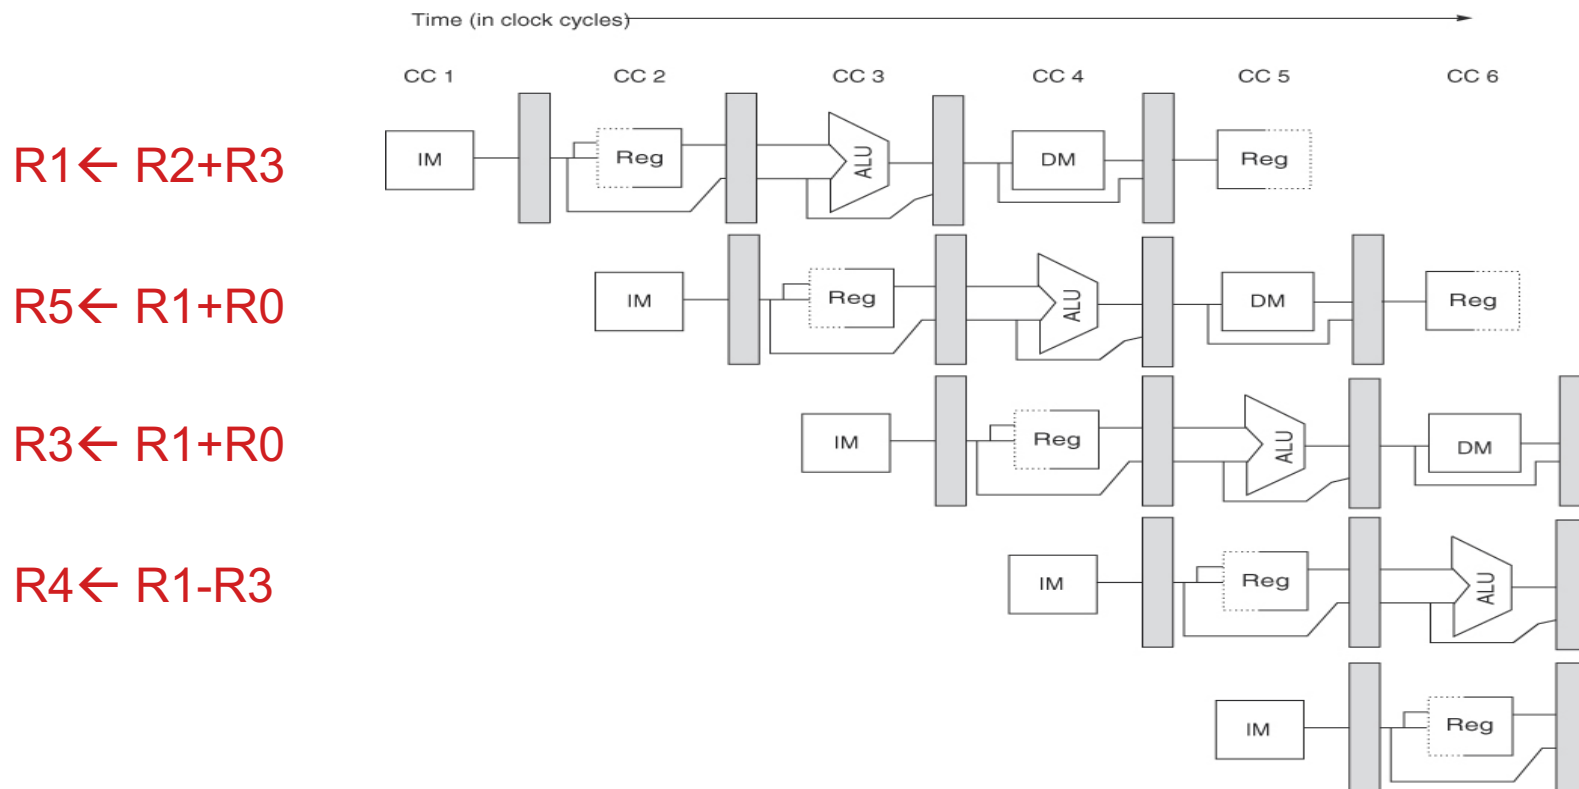 Time (in clock cycles)
CC 1 CC 2 CC 3 CC 4 CC 5 CC 6
R1← R2+R3 IM Reg ALU DM Reg
R5← R1+R0 IM Reg ALU DM Reg
R3← R1+R0 IM Reg ALU DM
R4← R1-R3 IM Reg ALU
IM Reg